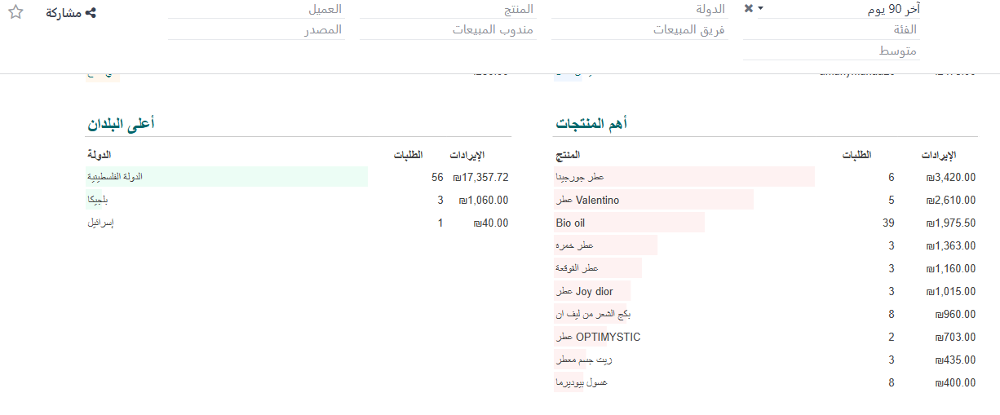 آخر 90 يوم
الدولة
المنتج
العميل
مشاركة
الفئة
فريق المبيعات
مندوب المبيعات
المصدر
متوسط
أهم المنتجات
المنتج الطلبات الإيرادات
عطر جورجينا 6 ₪3,420.00
عطر Valentino 5 ₪2,610.00
Bio oil 39 ₪1,975.50
عطر خمره 3 ₪1,363.00
عطر القوقعة 3 ₪1,160.00
عطر Joy dior 3 ₪1,015.00
بكج الشعر من ليف ان 8 ₪960.00
عطر OPTIMYSTIC 2 ₪703.00
زيت جسم معطر 3 ₪435.00
غسول بيوديرما 8 ₪400.00
أعلى البلدان
الدولة الطلبات الإيرادات
الدولة الفلسطينية 56 ₪17,357.72
بلجيكا 3 ₪1,060.00
إسرائيل 1 ₪40.00